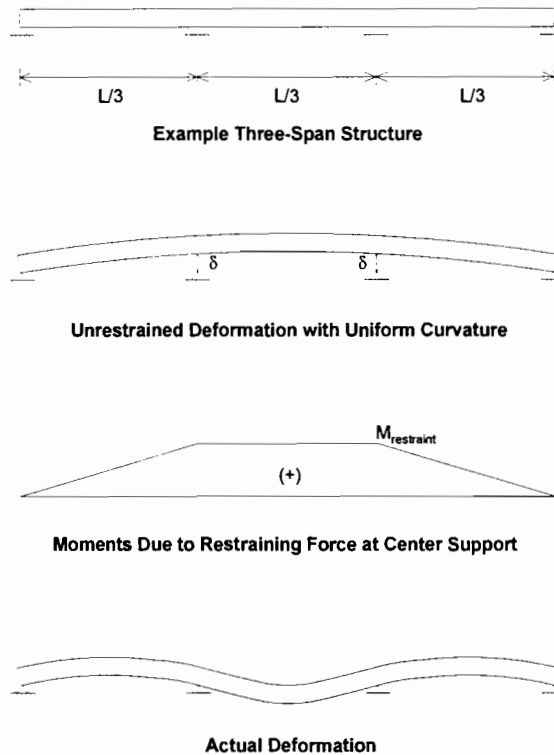 L/3 L/3 L/3
Example Three-Span Structure
δ δ
Unrestrained Deformation with Uniform Curvature
M_restraint
(+)
Moments Due to Restraining Force at Center Support
Actual Deformation